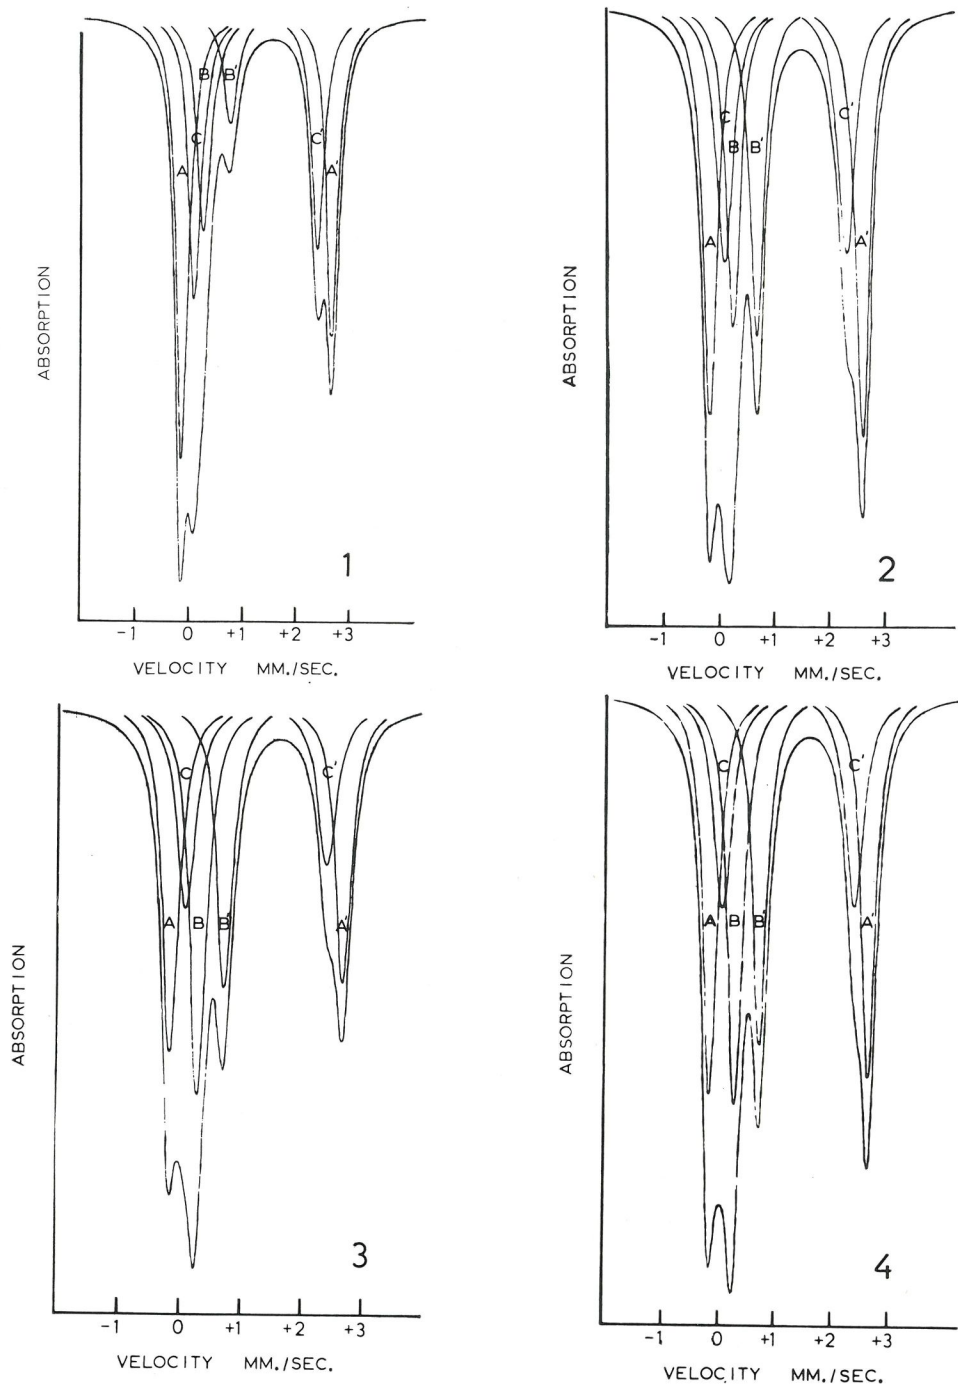 B B'
C C'
A A'
ABSORPTION
1
-1 0 +1 +2 +3
VELOCITY MM./SEC.
C C'
B B'
A A'
ABSORPTION
2
-1 0 +1 +2 +3
VELOCITY MM./SEC.
C C'
A B B' A'
ABSORPTION
3
-1 0 +1 +2 +3
VELOCITY MM./SEC.
C C'
A B B' A'
ABSORPTION
4
-1 0 +1 +2 +3
VELOCITY MM./SEC.